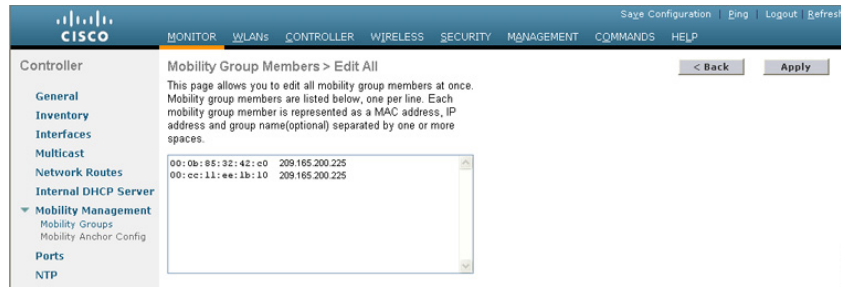 Save Configuration | Ping | Logout | Refresh
CISCO
MONITOR WLANs CONTROLLER WIRELESS SECURITY MANAGEMENT COMMANDS HELP
Controller
General
Inventory
Interfaces
Multicast
Network Routes
Internal DHCP Server
Mobility Management
Mobility Groups
Mobility Anchor Config
Ports
NTP
Mobility Group Members > Edit All
< Back
Apply
This page allows you to edit all mobility group members at once.
Mobility group members are listed below, one per line. Each
mobility group member is represented as a MAC address, IP
address and group name(optional) separated by one or more
spaces.
00:0b:85:32:42:c0 209.165.200.225
00:cc:11:ee:1b:10 209.165.200.225